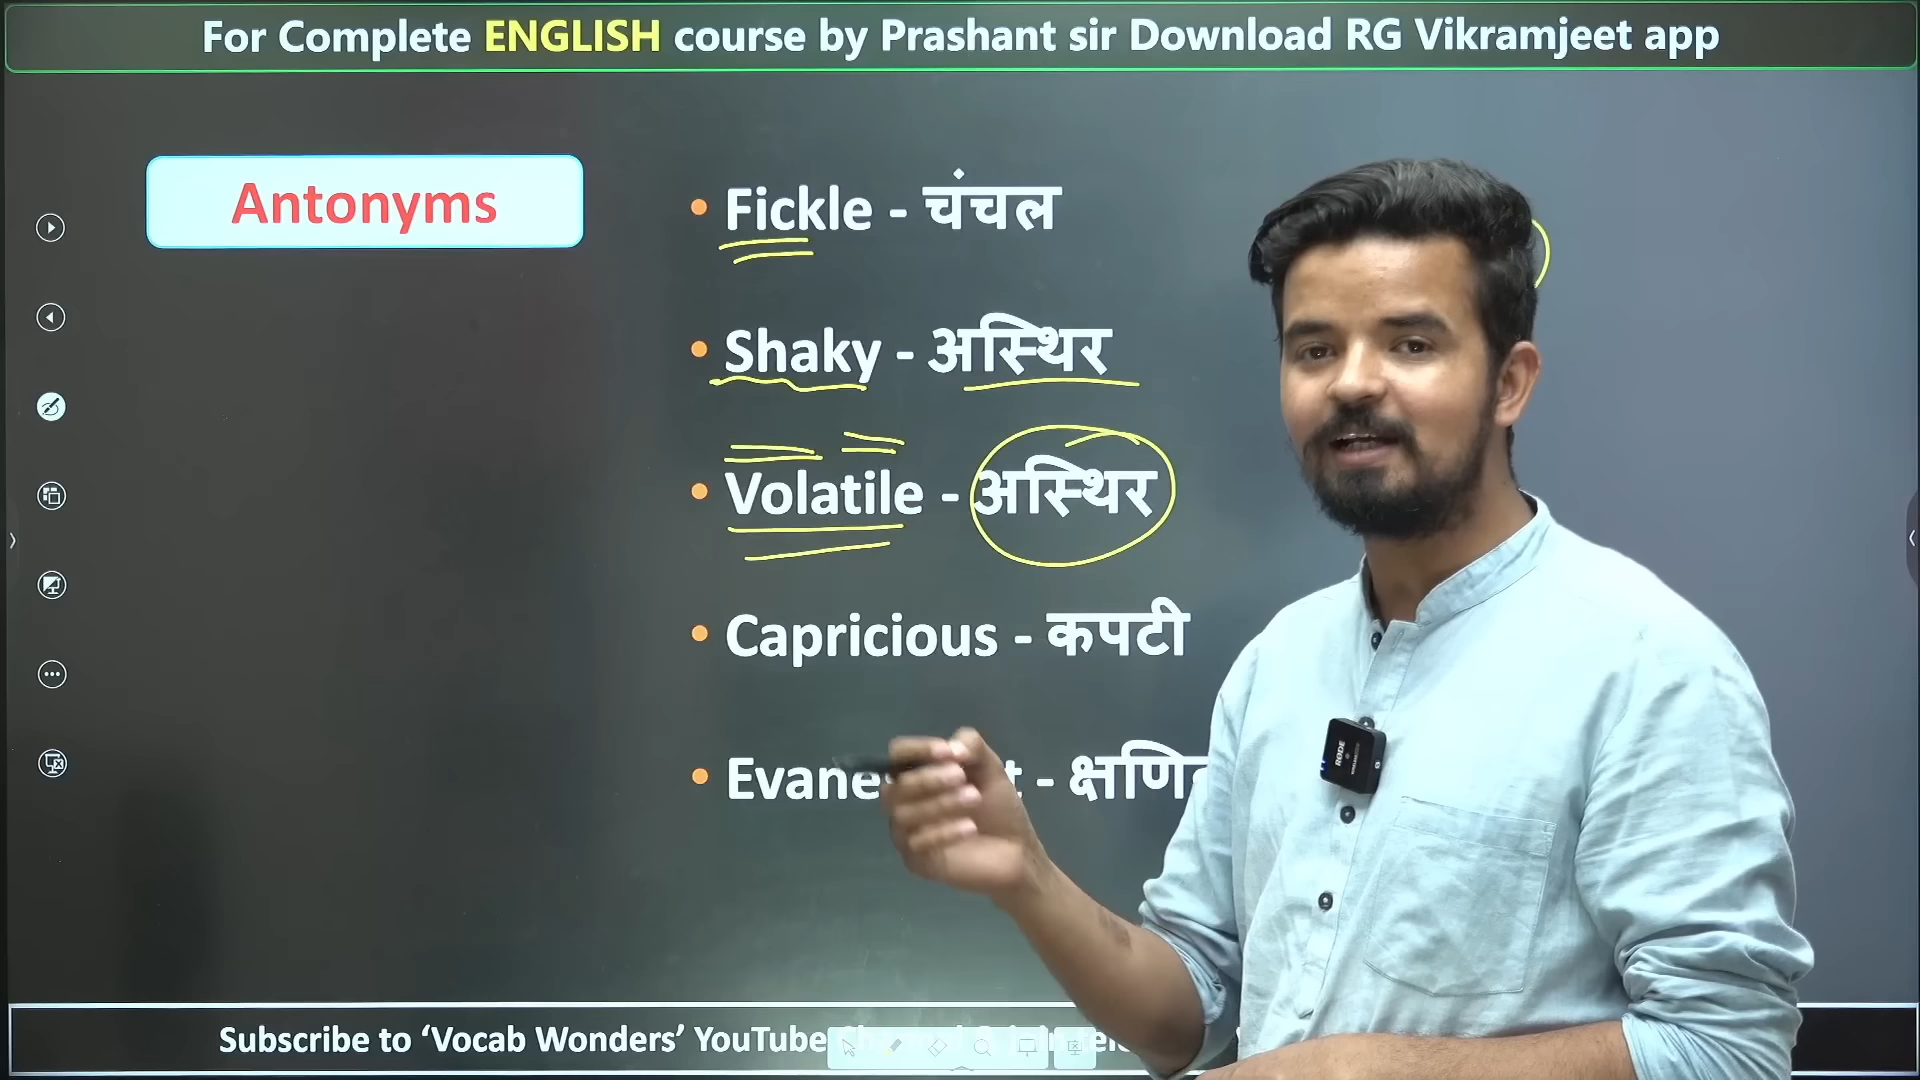 For Complete ENGLISH course by Prashant sir Download RG Vikramjeet app
Antonyms
• Fickle - चंचल
• Shaky - अस्थिर
• Volatile - अस्थिर
• Capricious - कपटी
-
Subscribe to ‘Vocab Wonders’ YouTube
RØDE